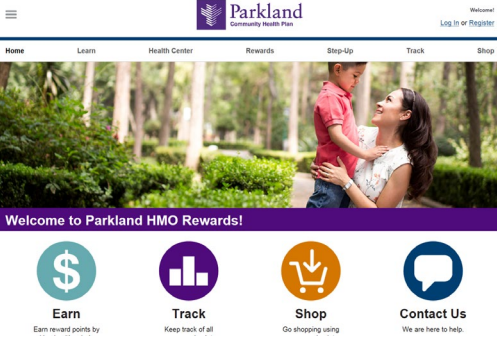 Parkland
Community Health Plan
Welcome!
Log In or Register
Home Learn Health Center Rewards Step-Up Track Shop
Welcome to Parkland HMO Rewards!
$
Earn Track Shop Contact Us
Earn reward points by Keep track of all Go shopping using We are here to help.